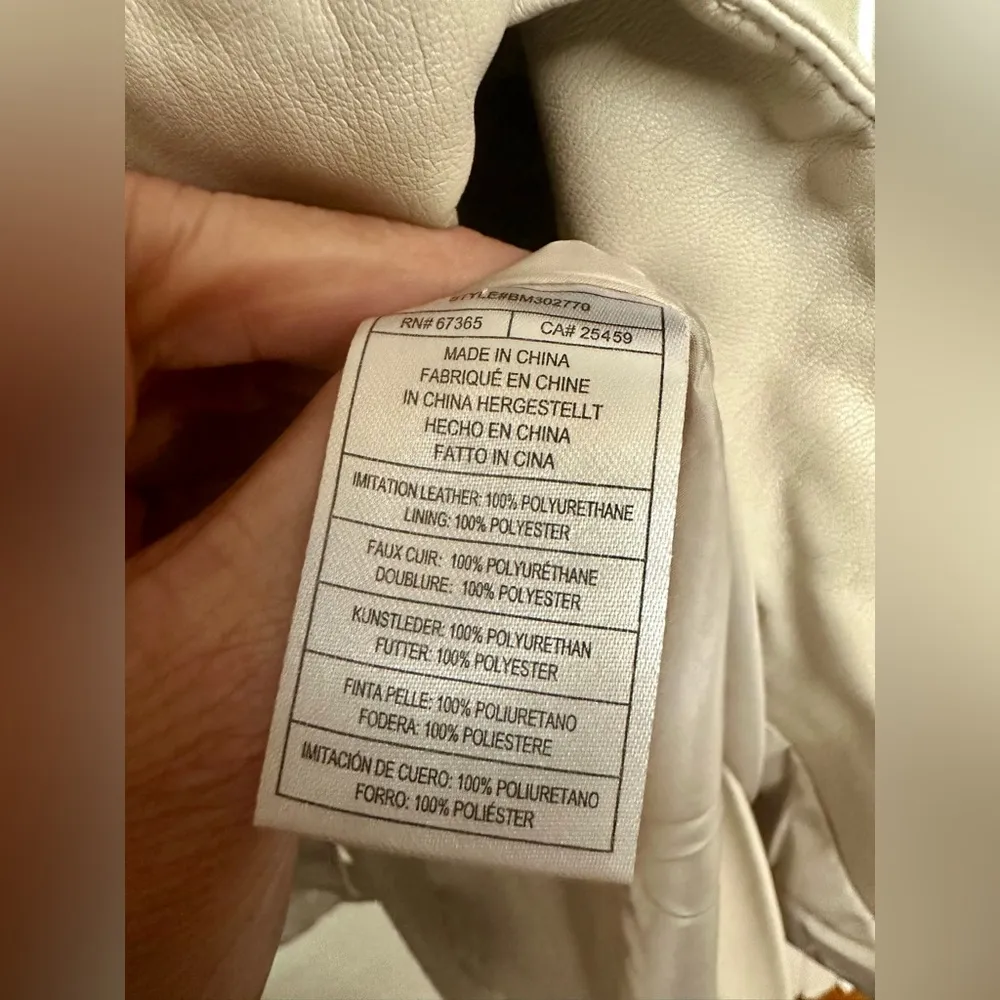 STYLE#BM302770
RN# 67365 CA# 25459
MADE IN CHINA
FABRIQUÉ EN CHINE
IN CHINA HERGESTELLT
HECHO EN CHINA
FATTO IN CINA
IMITATION LEATHER: 100% POLYURETHANE
LINING: 100% POLYESTER
FAUX CUIR: 100% POLYURÉTHANE
DOUBLURE: 100% POLYESTER
KUNSTLEDER: 100% POLYURETHAN
FUTTER: 100% POLYESTER
FINTA PELLE: 100% POLIURETANO
FODERA: 100% POLIESTERE
IMITACIÓN DE CUERO: 100% POLIURETANO
FORRO: 100% POLIÉSTER